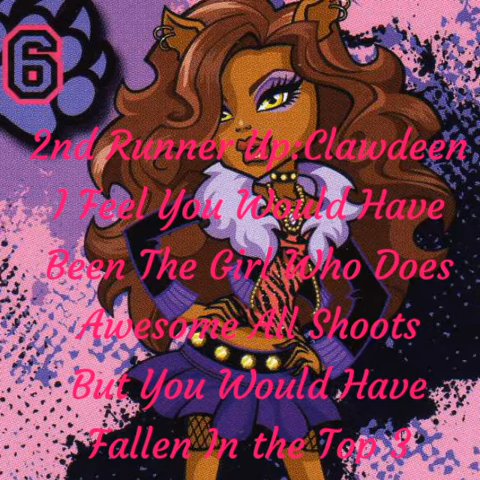 6
2nd Runner Up:Clawdeen
I Feel You Would Have
Been The Girl Who Does
Awesome All Shoots
But You Would Have
Fallen In the Top 3